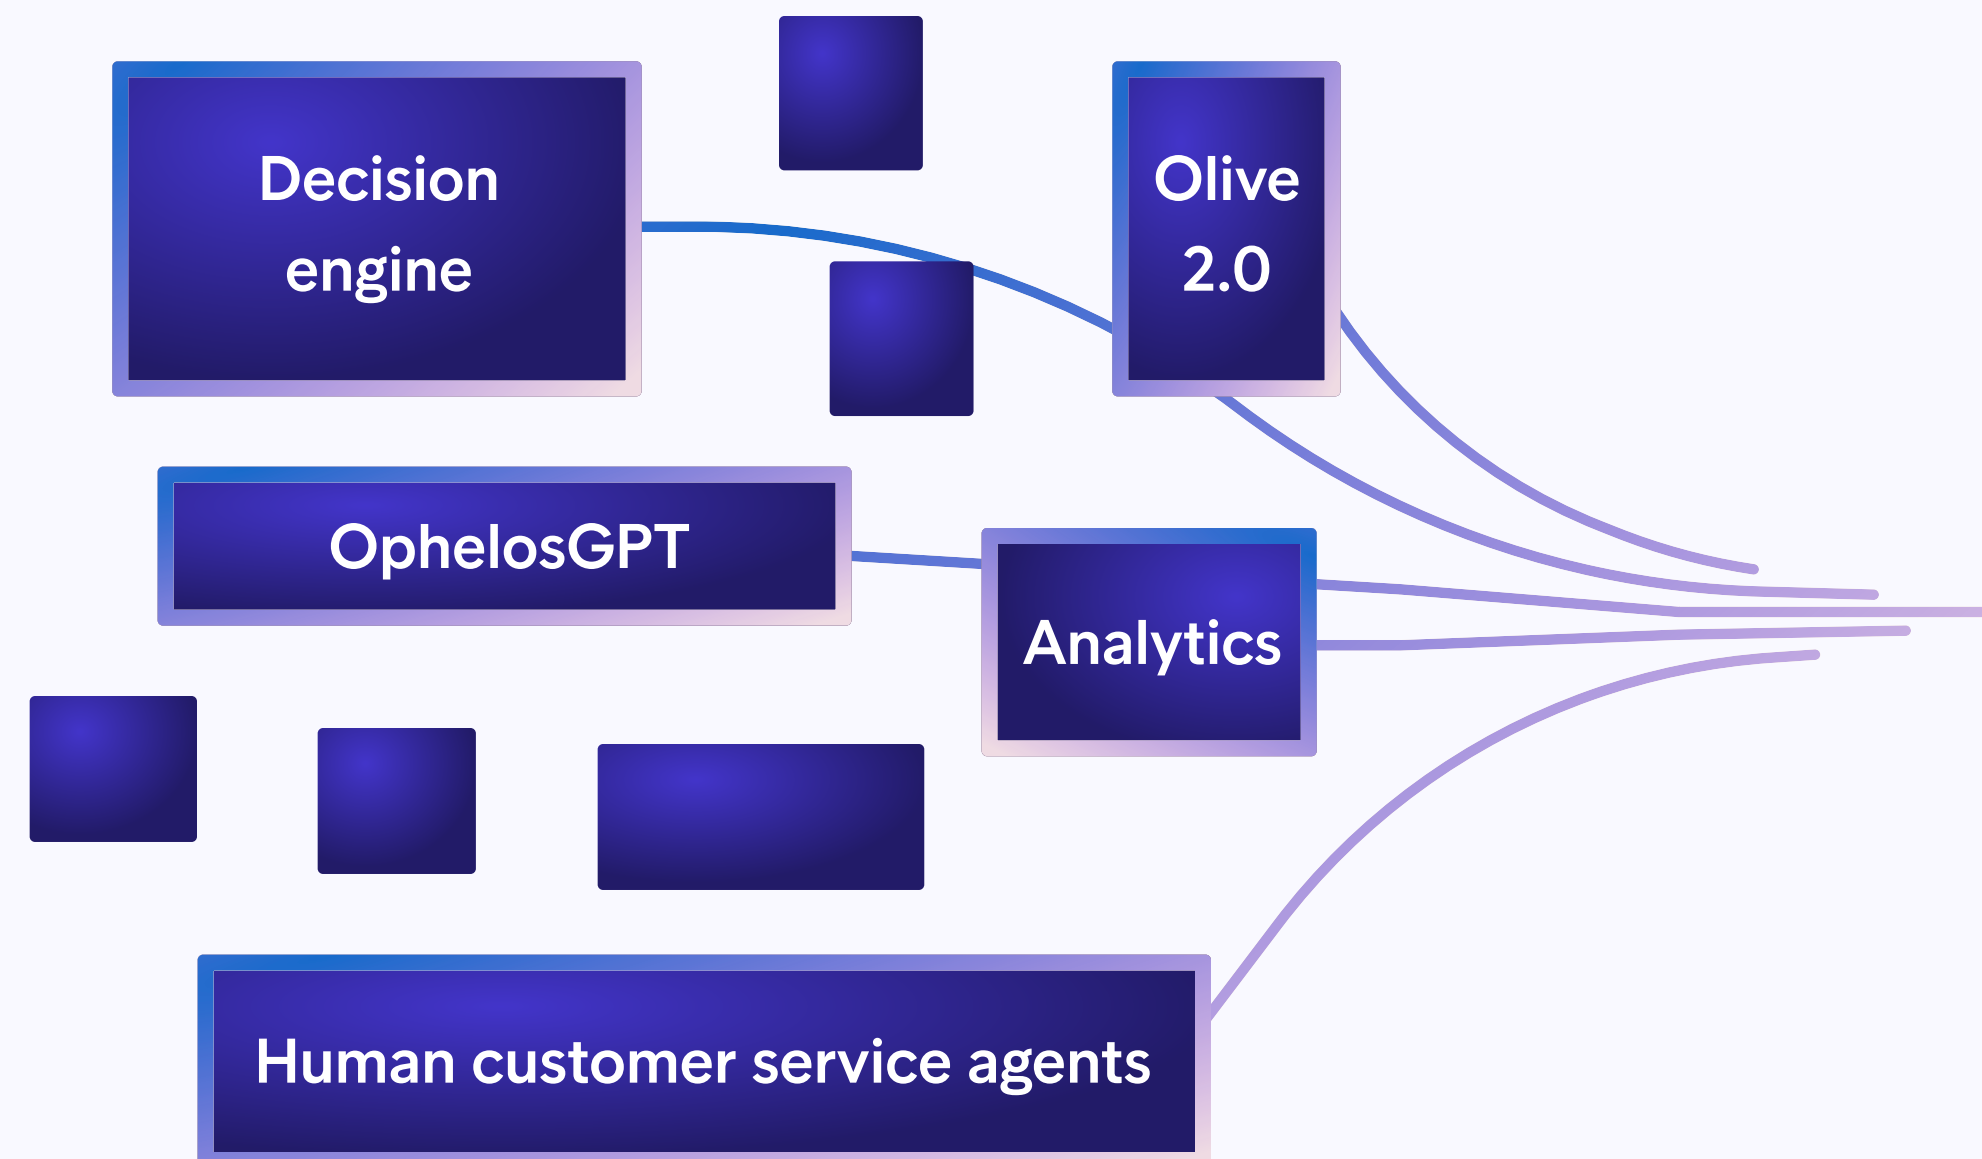 Decision
engine
Olive
2.0
OphelosGPT
Analytics
Human customer service agents